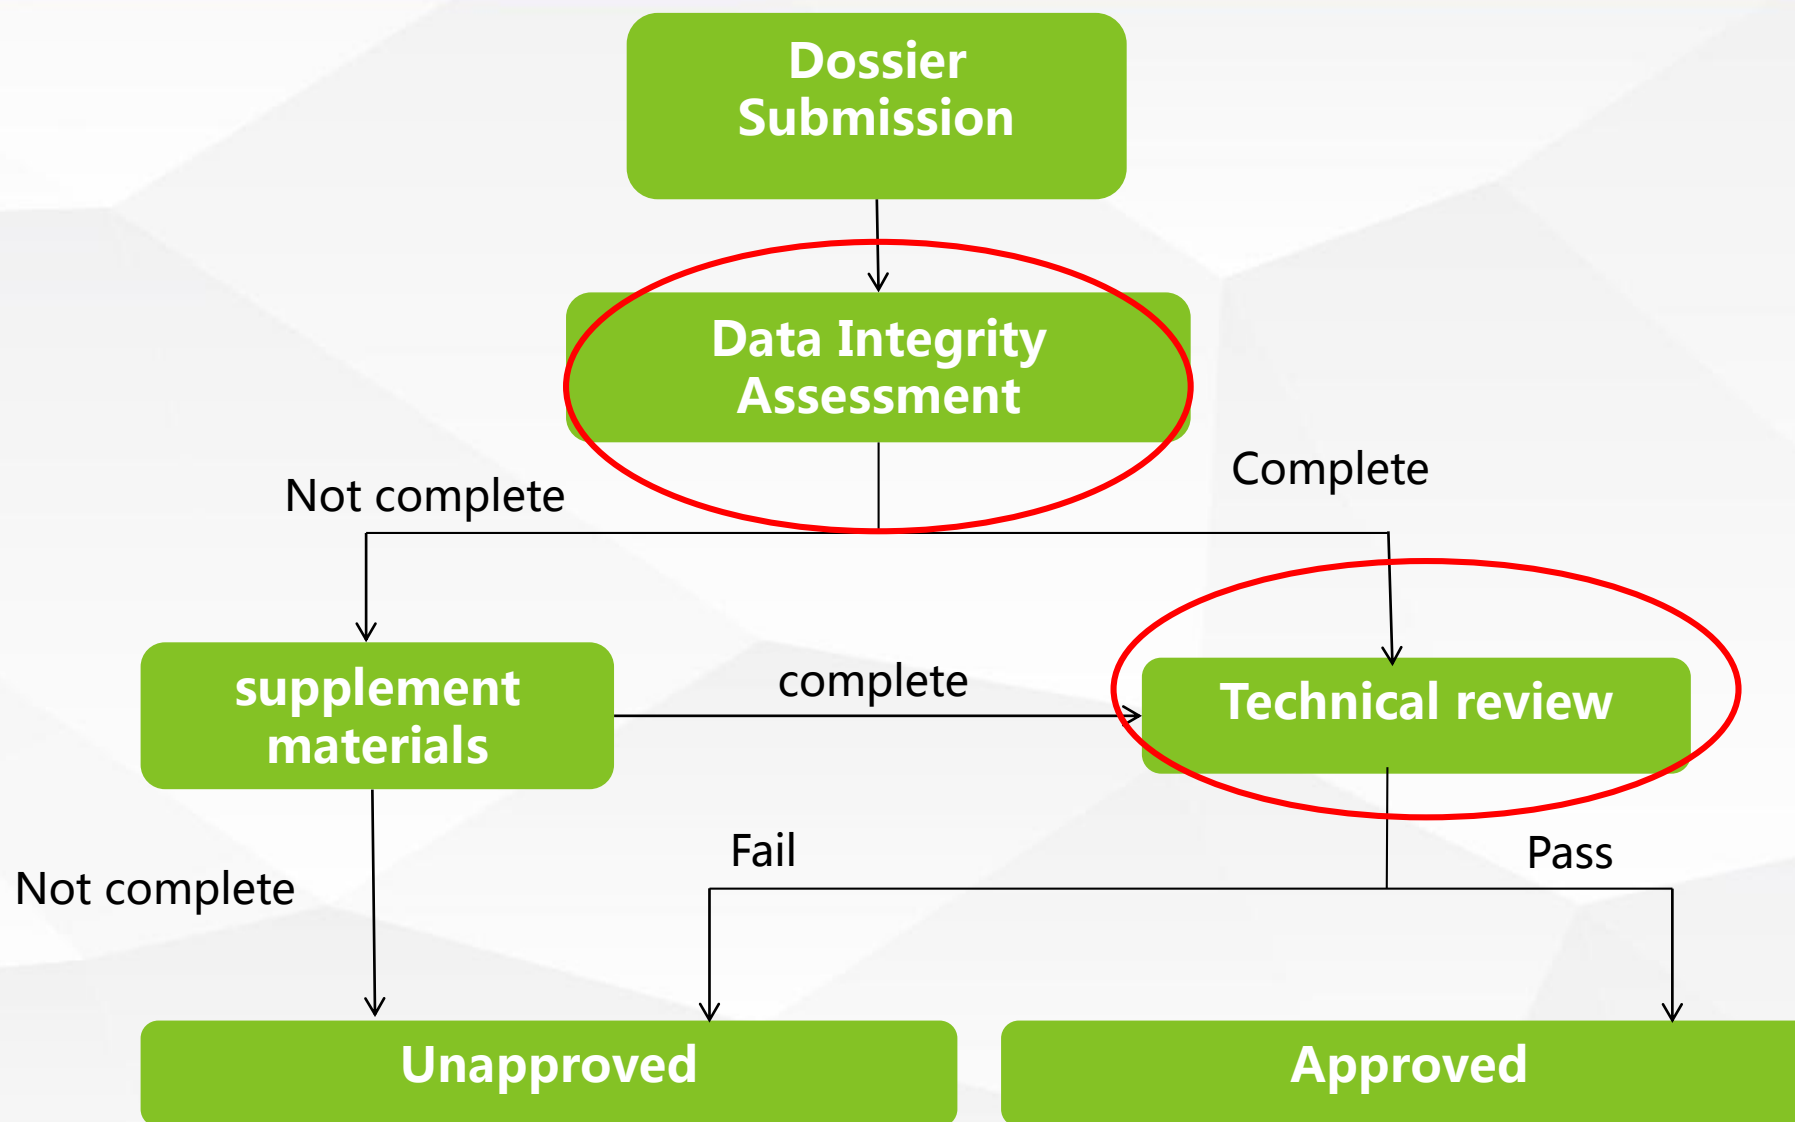 Dossier
Submission
Data Integrity
Assessment
Not complete
Complete
supplement
materials
complete
Technical review
Not complete
Fail
Pass
Unapproved
Approved